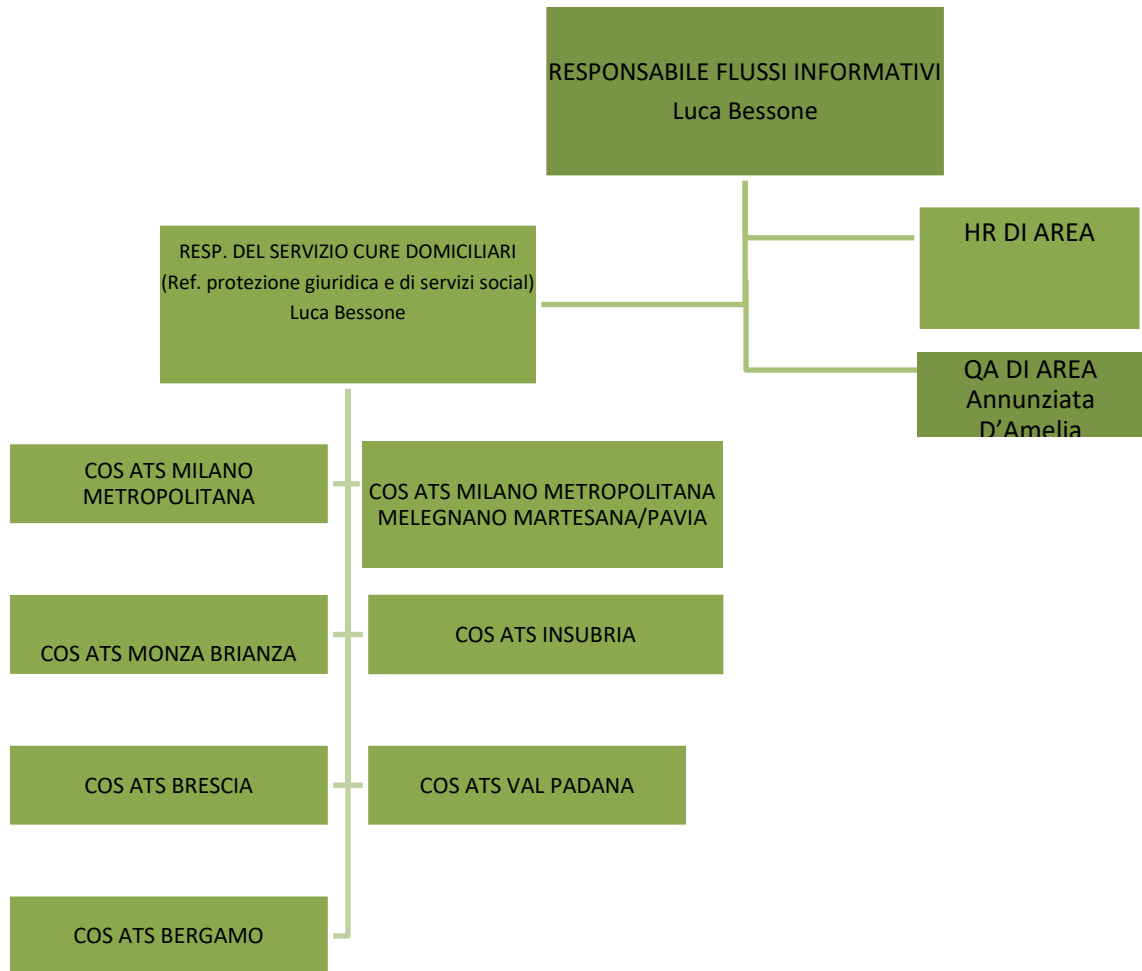 RESPONSABILE FLUSSI INFORMATIVI
Luca Bessone
HR DI AREA
RESP. DEL SERVIZIO CURE DOMICILIARI
(Ref. protezione giuridica e di servizi social)
Luca Bessone
QA DI AREA
Annunziata
D’Amelia
COS ATS MILANO
METROPOLITANA
COS ATS MILANO METROPOLITANA
MELEGNANO MARTESANA/PAVIA
COS ATS MONZA BRIANZA
COS ATS INSUBRIA
COS ATS BRESCIA
COS ATS VAL PADANA
COS ATS BERGAMO